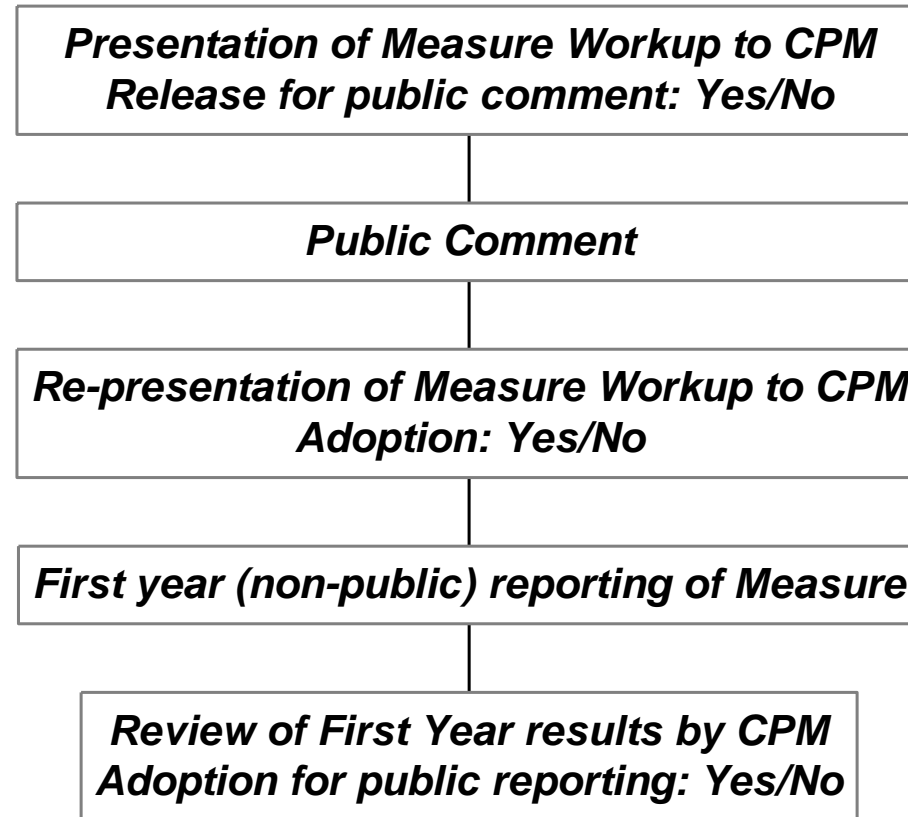 Presentation of Measure Workup to CPM
Release for public comment: Yes/No
Public Comment
Re-presentation of Measure Workup to CPM
Adoption: Yes/No
First year (non-public) reporting of Measure
Review of First Year results by CPM
Adoption for public reporting: Yes/No